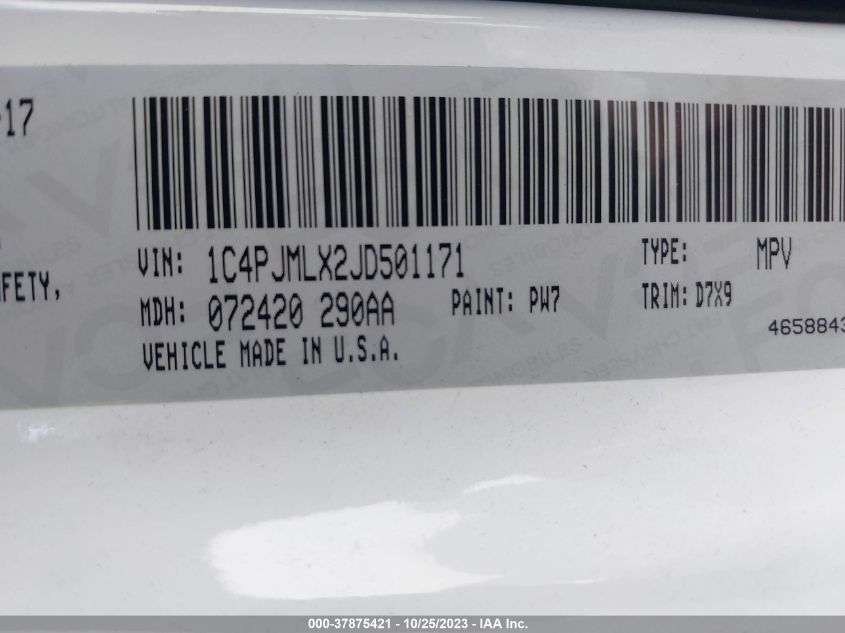 -17
VIN: 1C4PJMLX2JD501171 TYPE: MPV
FETY,
MDH: 072420 290AA PAINT: PW7 TRIM: D7X9
4658843
VEHICLE MADE IN U.S.A.
000-37875421 - 10/25/2023 - IAA Inc.